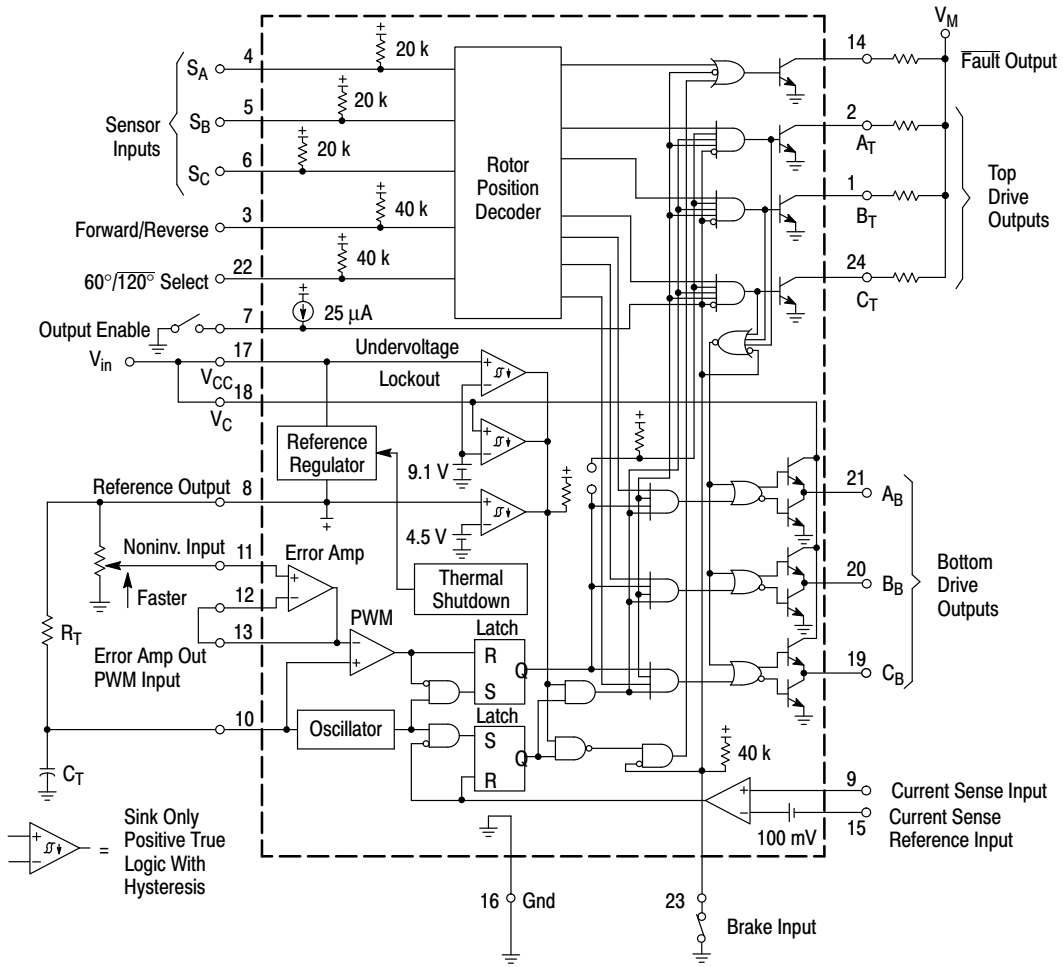 V_M
14
Fault Output
4
S_A
20 k
5
S_B
20 k
6
S_C
20 k
Sensor
Inputs
3
Forward/Reverse
40 k
22
60°/120° Select
40 k
7
Output Enable
25 μA
Rotor
Position
Decoder
2
A_T
1
B_T
24
C_T
Top
Drive
Outputs
V_in
17
V_CC
18
V_C
Undervoltage
Lockout
Reference
Regulator
9.1 V
4.5 V
Reference Output
8
Noninv. Input
11
Error Amp
Faster
12
13
Error Amp Out
PWM Input
R_T
PWM
Thermal
Shutdown
Latch
R
Q
S
Latch
S
Q
R
10
Oscillator
C_T
21
A_B
20
B_B
19
C_B
Bottom
Drive
Outputs
40 k
9
Current Sense Input
15
Current Sense
Reference Input
100 mV
=
Sink Only
Positive True
Logic With
Hysteresis
16
Gnd
23
Brake Input